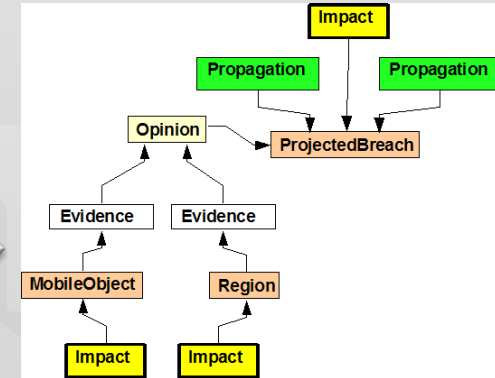 Impact
Propagation
Propagation
Opinion
ProjectedBreach
Evidence
Evidence
MobileObject
Region
Impact
Impact